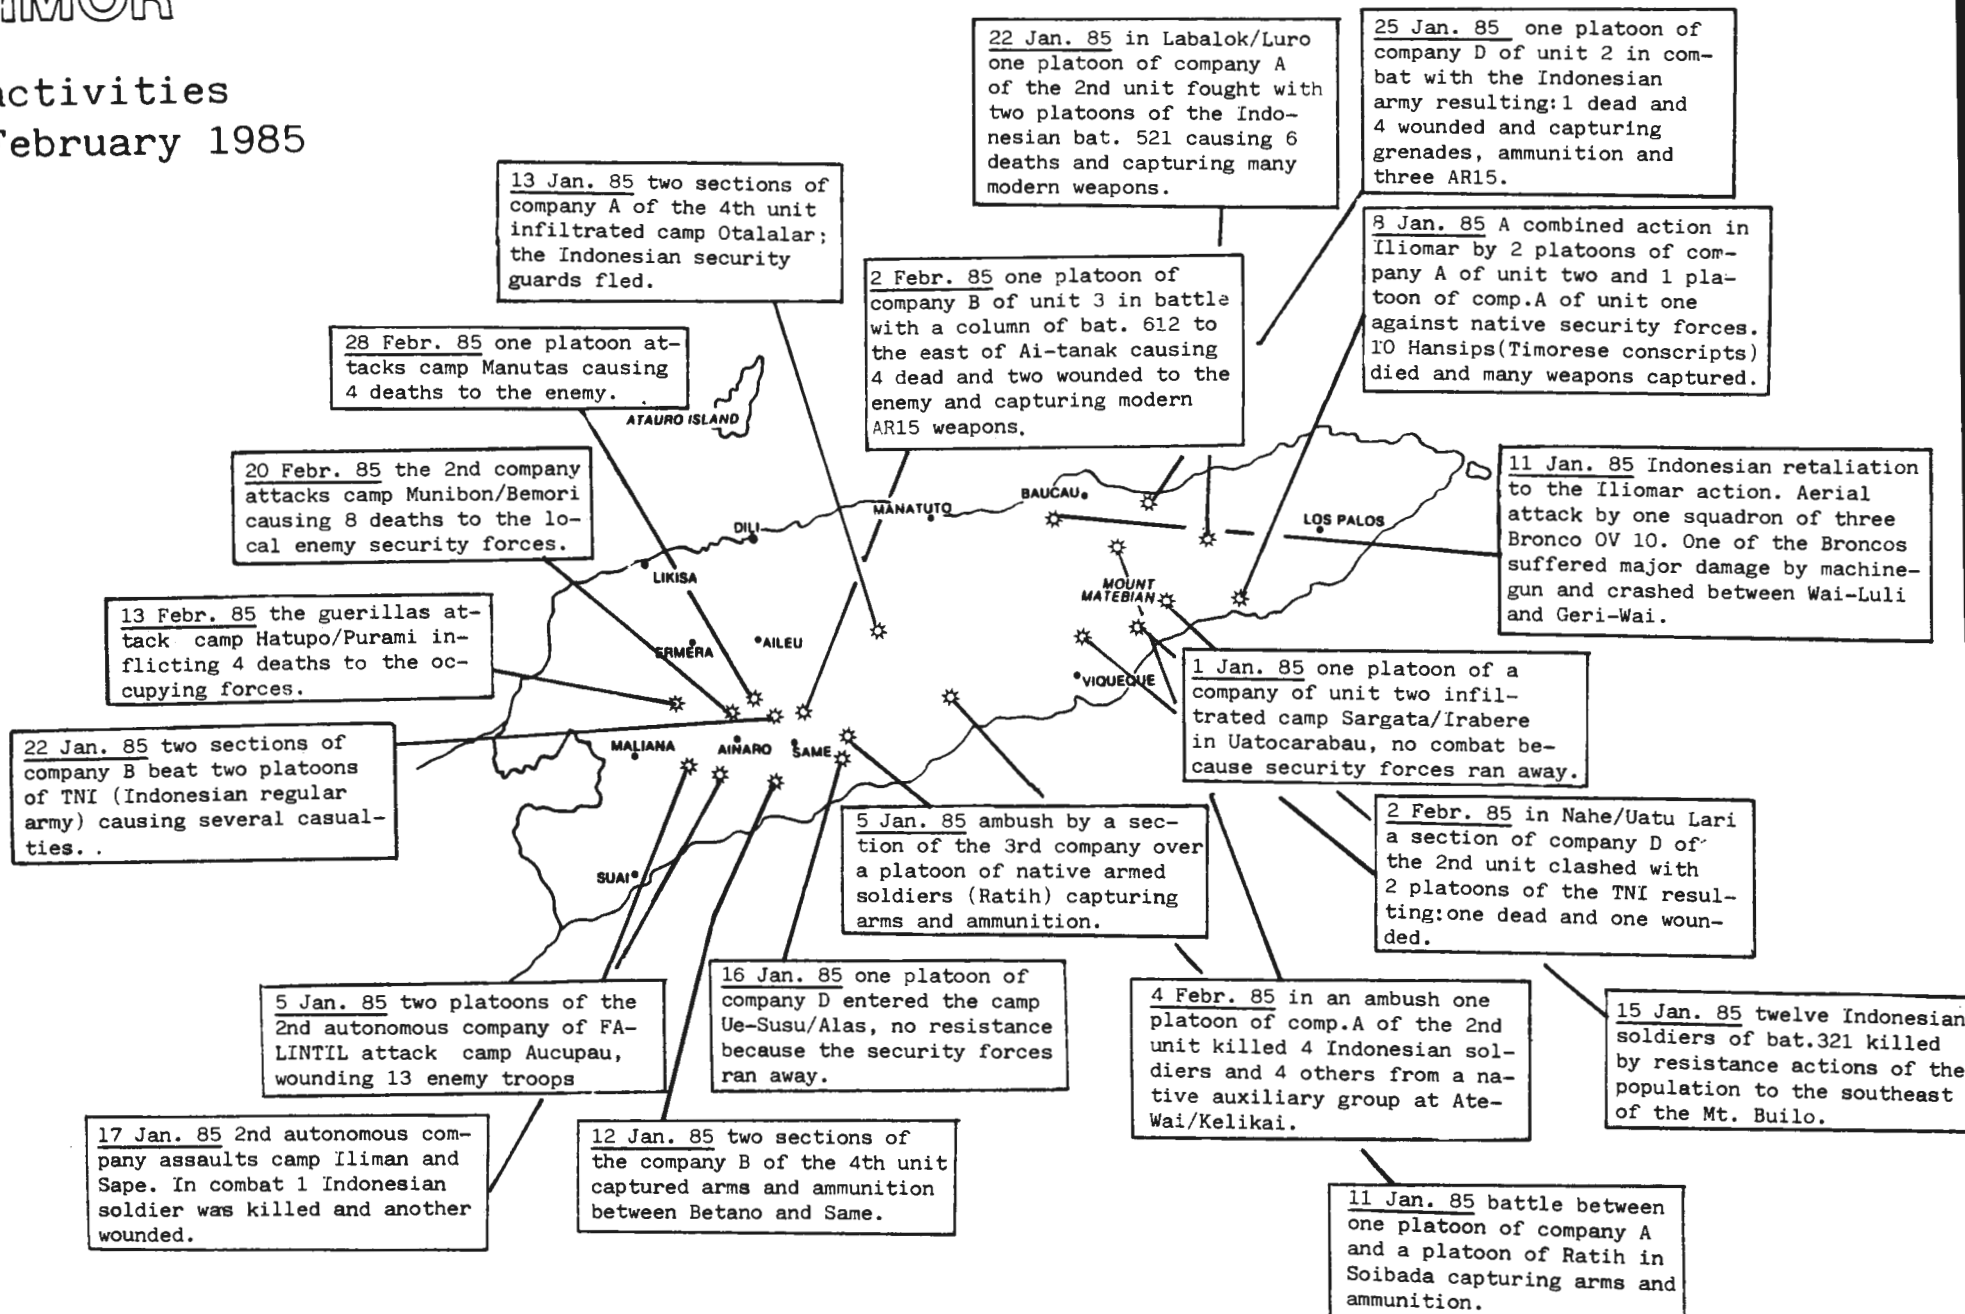 activities
February 1985
22 Jan. 85 in Labalok/Luro
one platoon of company A
of the 2nd unit fought with
two platoons of the Indo-
nesian bat. 521 causing 6
deaths and capturing many
modern weapons.
25 Jan. 85 one platoon of
company D of unit 2 in com-
bat with the Indonesian
army resulting:1 dead and
4 wounded and capturing
grenades, ammunition and
three AR15.
13 Jan. 85 two sections of
company A of the 4th unit
infiltrated camp Otalalar;
the Indonesian security
guards fled.
2 Febr. 85 one platoon of
company B of unit 3 in battle
with a column of bat. 612 to
the east of Ai-tanak causing
4 dead and two wounded to the
enemy and capturing modern
AR15 weapons.
8 Jan. 85 A combined action in
Iliomar by 2 platoons of com-
pany A of unit two and 1 pla-
toon of comp.A of unit one
against native security forces.
10 Hansips(Timorese conscripts)
died and many weapons captured.
28 Febr. 85 one platoon at-
tacks camp Manutas causing
4 deaths to the enemy.
ATAURO ISLAND
20 Febr. 85 the 2nd company
attacks camp Munibon/Bemori
causing 8 deaths to the lo-
cal enemy security forces.
11 Jan. 85 Indonesian retaliation
to the Iliomar action. Aerial
attack by one squadron of three
Bronco OV 10. One of the Broncos
suffered major damage by machine-
gun and crashed between Wai-Luli
and Geri-Wai.
BAUCAU
MANATUTO
LOS PALOS
DILI
LIKISA
MOUNT
MATEBIAN
13 Febr. 85 the guerillas at-
tack camp Hatupo/Purami in-
flicting 4 deaths to the oc-
cupying forces.
ERMERA
AILEU
VIQUEQUE
1 Jan. 85 one platoon of a
company of unit two infil-
trated camp Sargata/Irabere
in Uatocarabau, no combat be-
cause security forces ran away.
22 Jan. 85 two sections of
company B beat two platoons
of TNI (Indonesian regular
army) causing several casual-
ties. .
MALIANA
AINARO
SAME
SUAI
5 Jan. 85 ambush by a sec-
tion of the 3rd company over
a platoon of native armed
soldiers (Ratih) capturing
arms and ammunition.
2 Febr. 85 in Nahe/Uatu Lari
a section of company D of
the 2nd unit clashed with
2 platoons of the TNI resul-
ting:one dead and one woun-
ded.
5 Jan. 85 two platoons of the
2nd autonomous company of FA-
LINTIL attack camp Aucupau,
wounding 13 enemy troops
16 Jan. 85 one platoon of
company D entered the camp
Ue-Susu/Alas, no resistance
because the security forces
ran away.
4 Febr. 85 in an ambush one
platoon of comp.A of the 2nd
unit killed 4 Indonesian sol-
diers and 4 others from a na-
tive auxiliary group at Ate-
Wai/Kelikai.
15 Jan. 85 twelve Indonesian
soldiers of bat.321 killed
by resistance actions of the
population to the southeast
of the Mt. Builo.
17 Jan. 85 2nd autonomous com-
pany assaults camp Iliman and
Sape. In combat 1 Indonesian
soldier was killed and another
wounded.
12 Jan. 85 two sections of
the company B of the 4th unit
captured arms and ammunition
between Betano and Same.
11 Jan. 85 battle between
one platoon of company A
and a platoon of Ratih in
Soibada capturing arms and
ammunition.